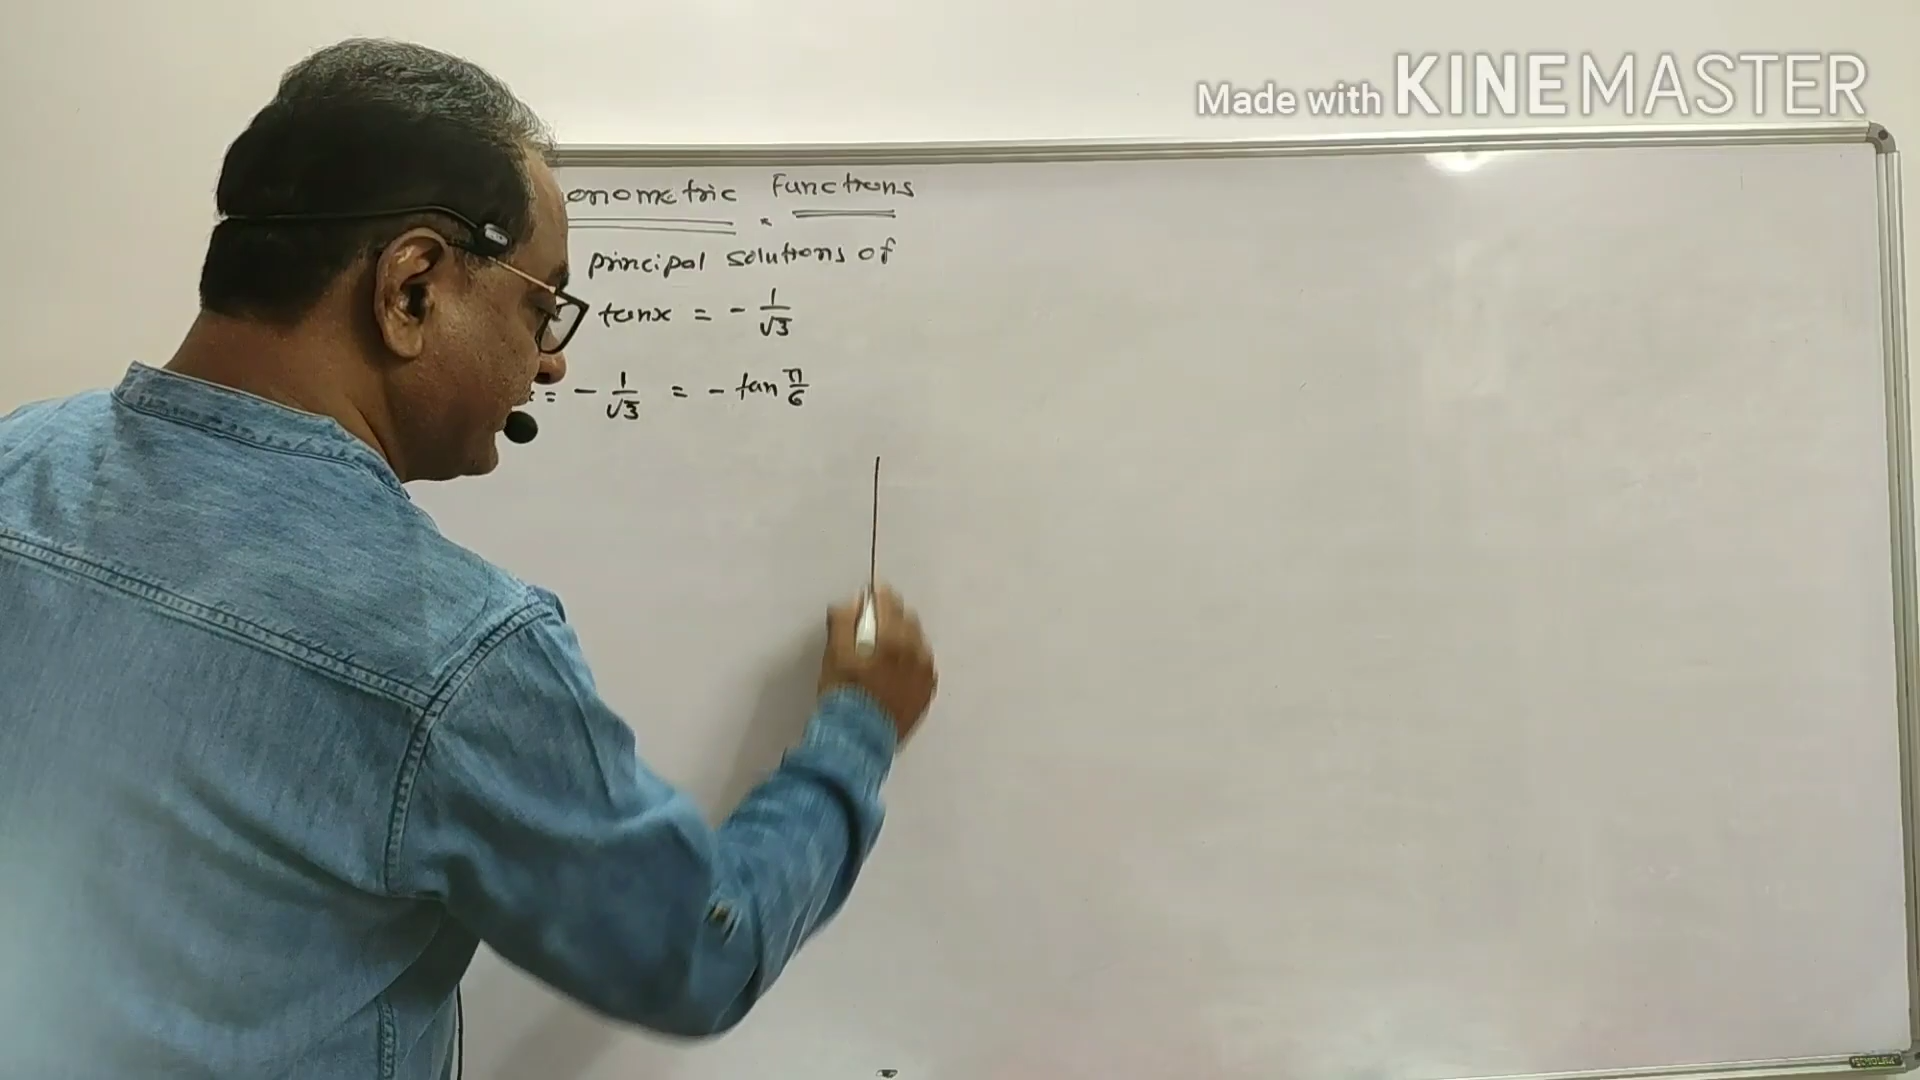 Made with KINEMASTER
onometric Functions
principal solutions of
tanx = - 1/√3
x = - 1/√3 = - tan π/6